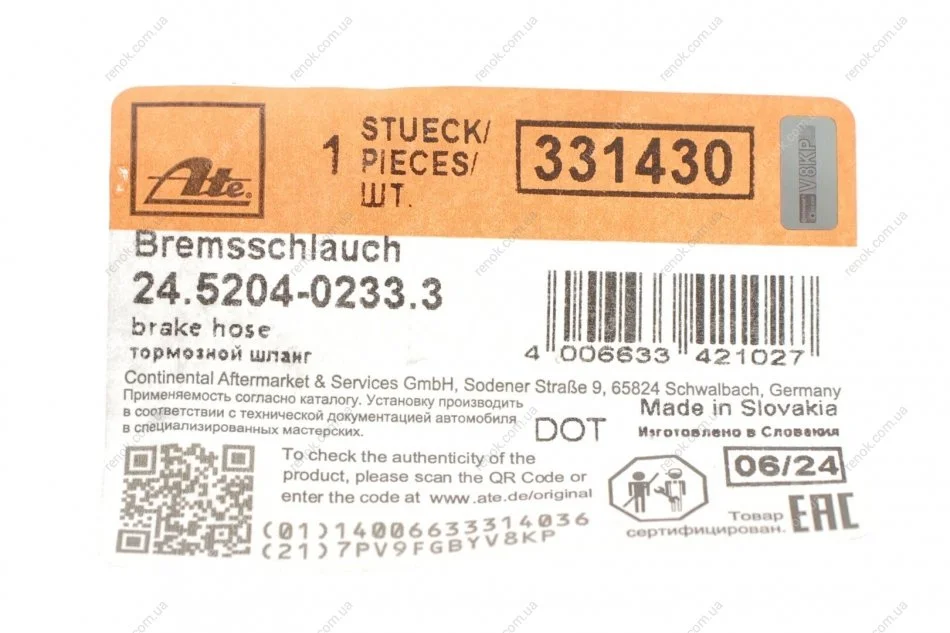 Ate®
1 STUECK/
PIECES/
ШТ.
331430
V8KP
Bremsschlauch
24.5204-0233.3
brake hose
тормозной шланг
4 006633 421027
Continental Aftermarket & Services GmbH, Sodener Straße 9, 65824 Schwalbach, Germany
Применяемость согласно каталогу. Установку производить
в соответствии с технической документацией автомобиля
в специализированных мастерских.
DOT
Made in Slovakia
Изготовлено в Словакии
06/24
To check the authenticity of the
product, please scan the QR Code or
enter the code at www.ate.de/original
(01)14006633314036
(21)7PV9FGBYV8KP
Товар
сертифицирован.
EAC
renok.com.ua